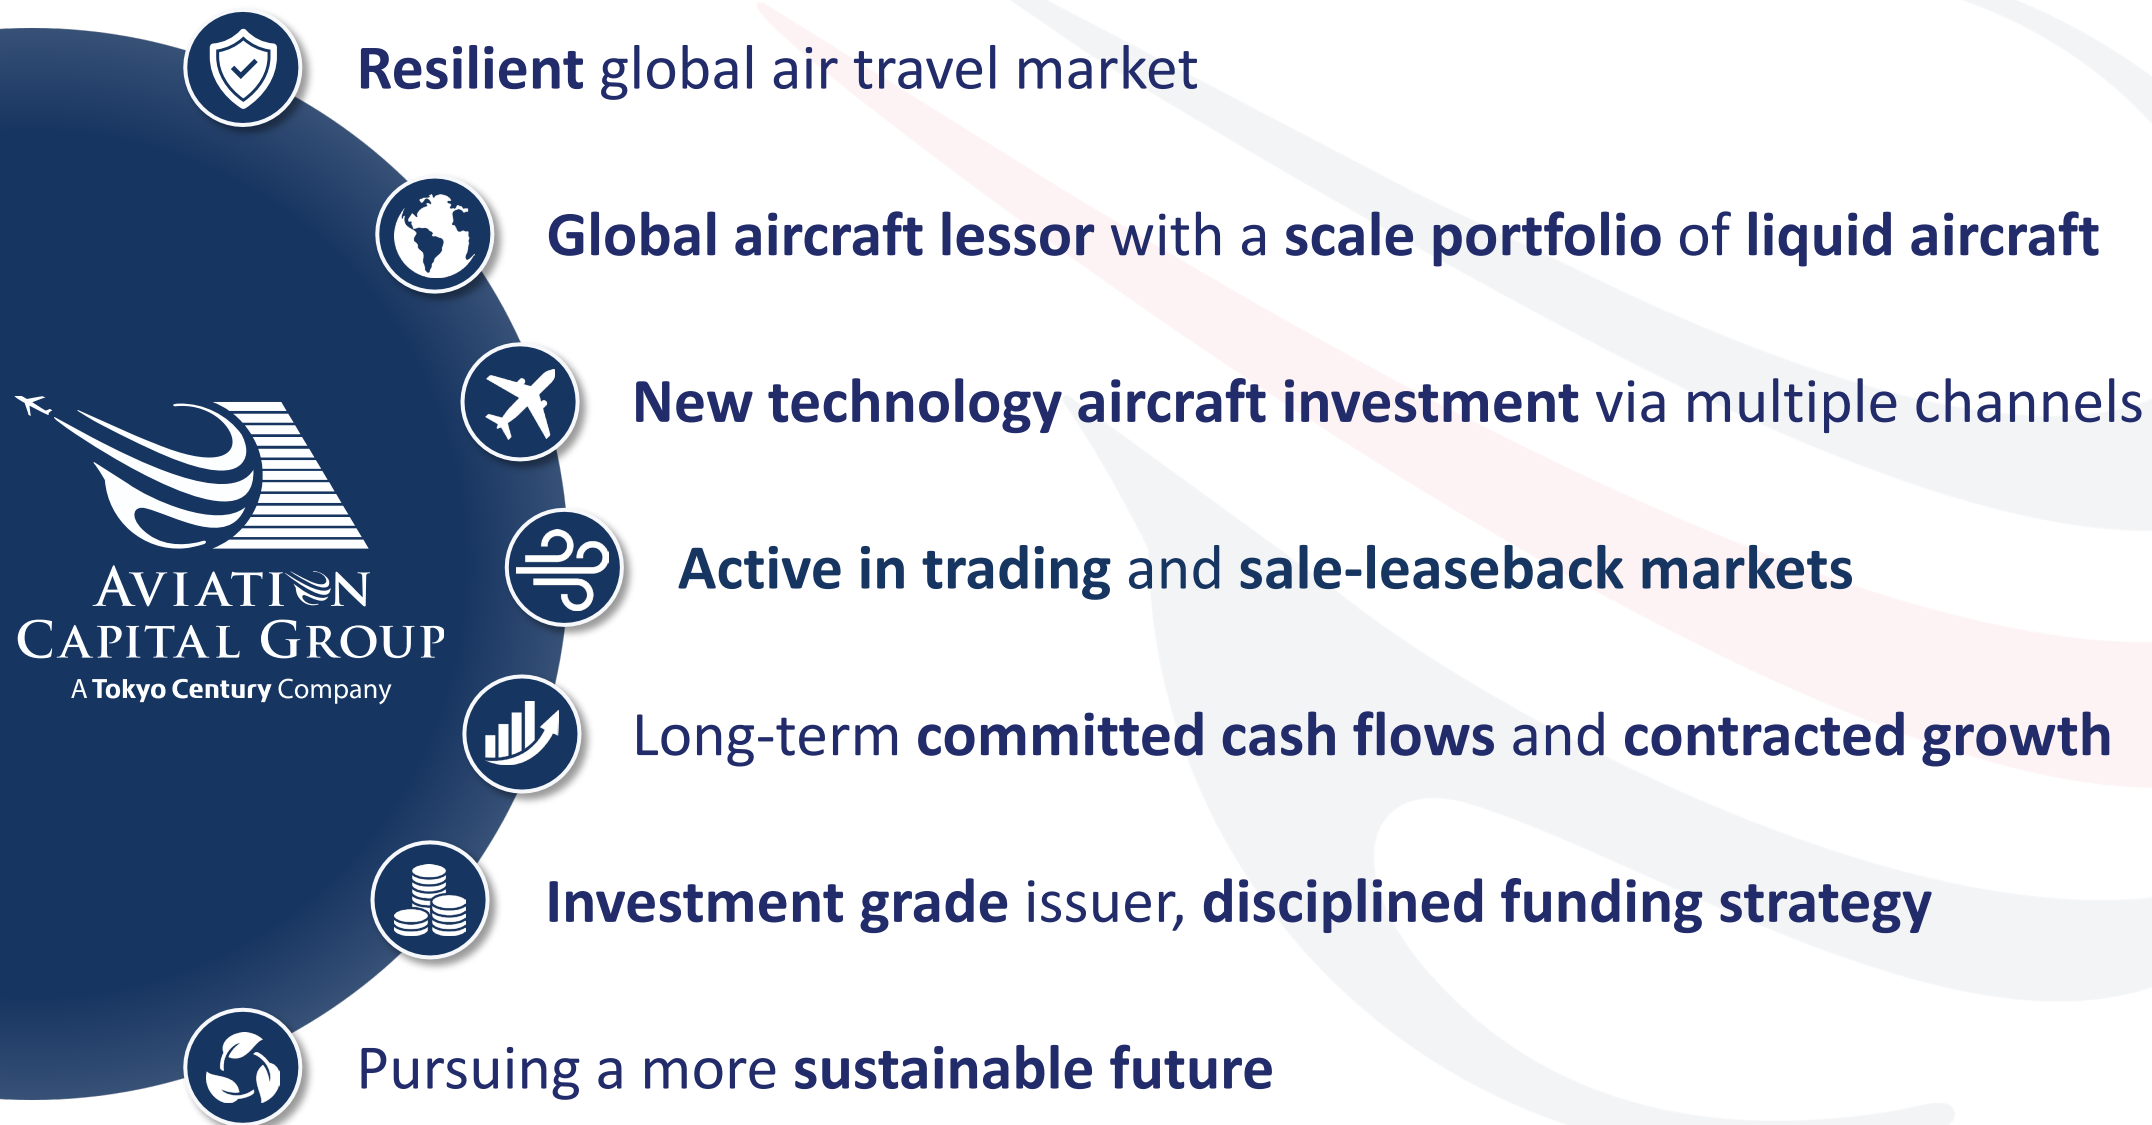 Resilient global air travel market
Global aircraft lessor with a scale portfolio of liquid aircraft
New technology aircraft investment via multiple channels
Active in trading and sale-leaseback markets
AVIATION
CAPITAL GROUP
A Tokyo Century Company
Long-term committed cash flows and contracted growth
Investment grade issuer, disciplined funding strategy
Pursuing a more sustainable future